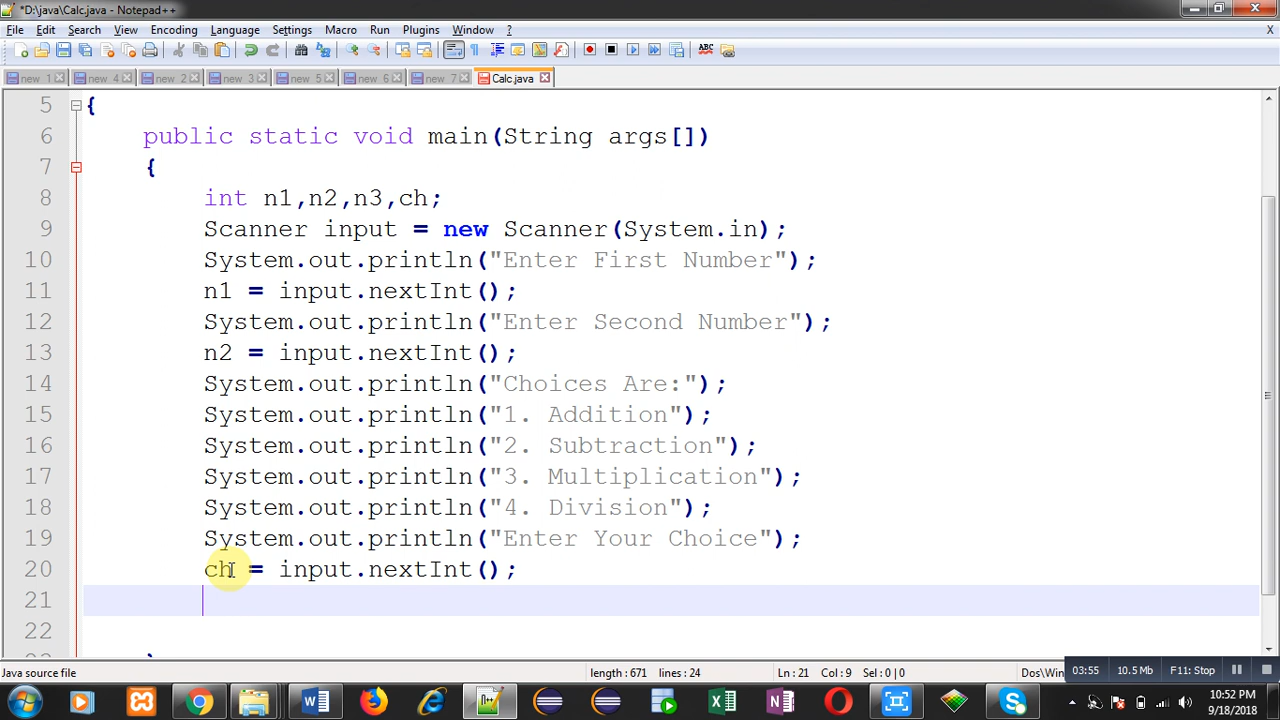 *D:\java\Calc.java - Notepad++
File Edit Search View Encoding Language Settings Macro Run Plugins Window ? X
new 1 new 4 new 2 new 3 new 5 new 6 new 7 Calc.java
5 {
6 public static void main(String args[])
7 {
8 int n1,n2,n3,ch;
9 Scanner input = new Scanner(System.in);
10 System.out.println("Enter First Number");
11 n1 = input.nextInt();
12 System.out.println("Enter Second Number");
13 n2 = input.nextInt();
14 System.out.println("Choices Are:");
15 System.out.println("1. Addition");
16 System.out.println("2. Subtraction");
17 System.out.println("3. Multiplication");
18 System.out.println("4. Division");
19 System.out.println("Enter Your Choice");
20 ch = input.nextInt();
21
22
Java source file length : 671 lines : 24 Ln : 21 Col : 9 Sel : 0 | 0 Dos\Win 03:55 10.5 Mb F11: Stop
10:52 PM
9/18/2018